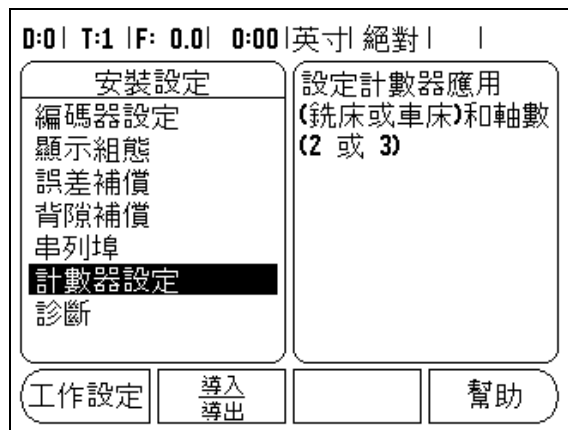 D:0| T:1 |F: 0.0| 0:00|英寸| 絕對| |
安裝設定
編碼器設定
顯示組態
誤差補償
背隙補償
串列埠
計數器設定
診斷
設定計數器應用
(銑床或車床)和軸數
(2 或 3)
工作設定
導入
導出
幫助